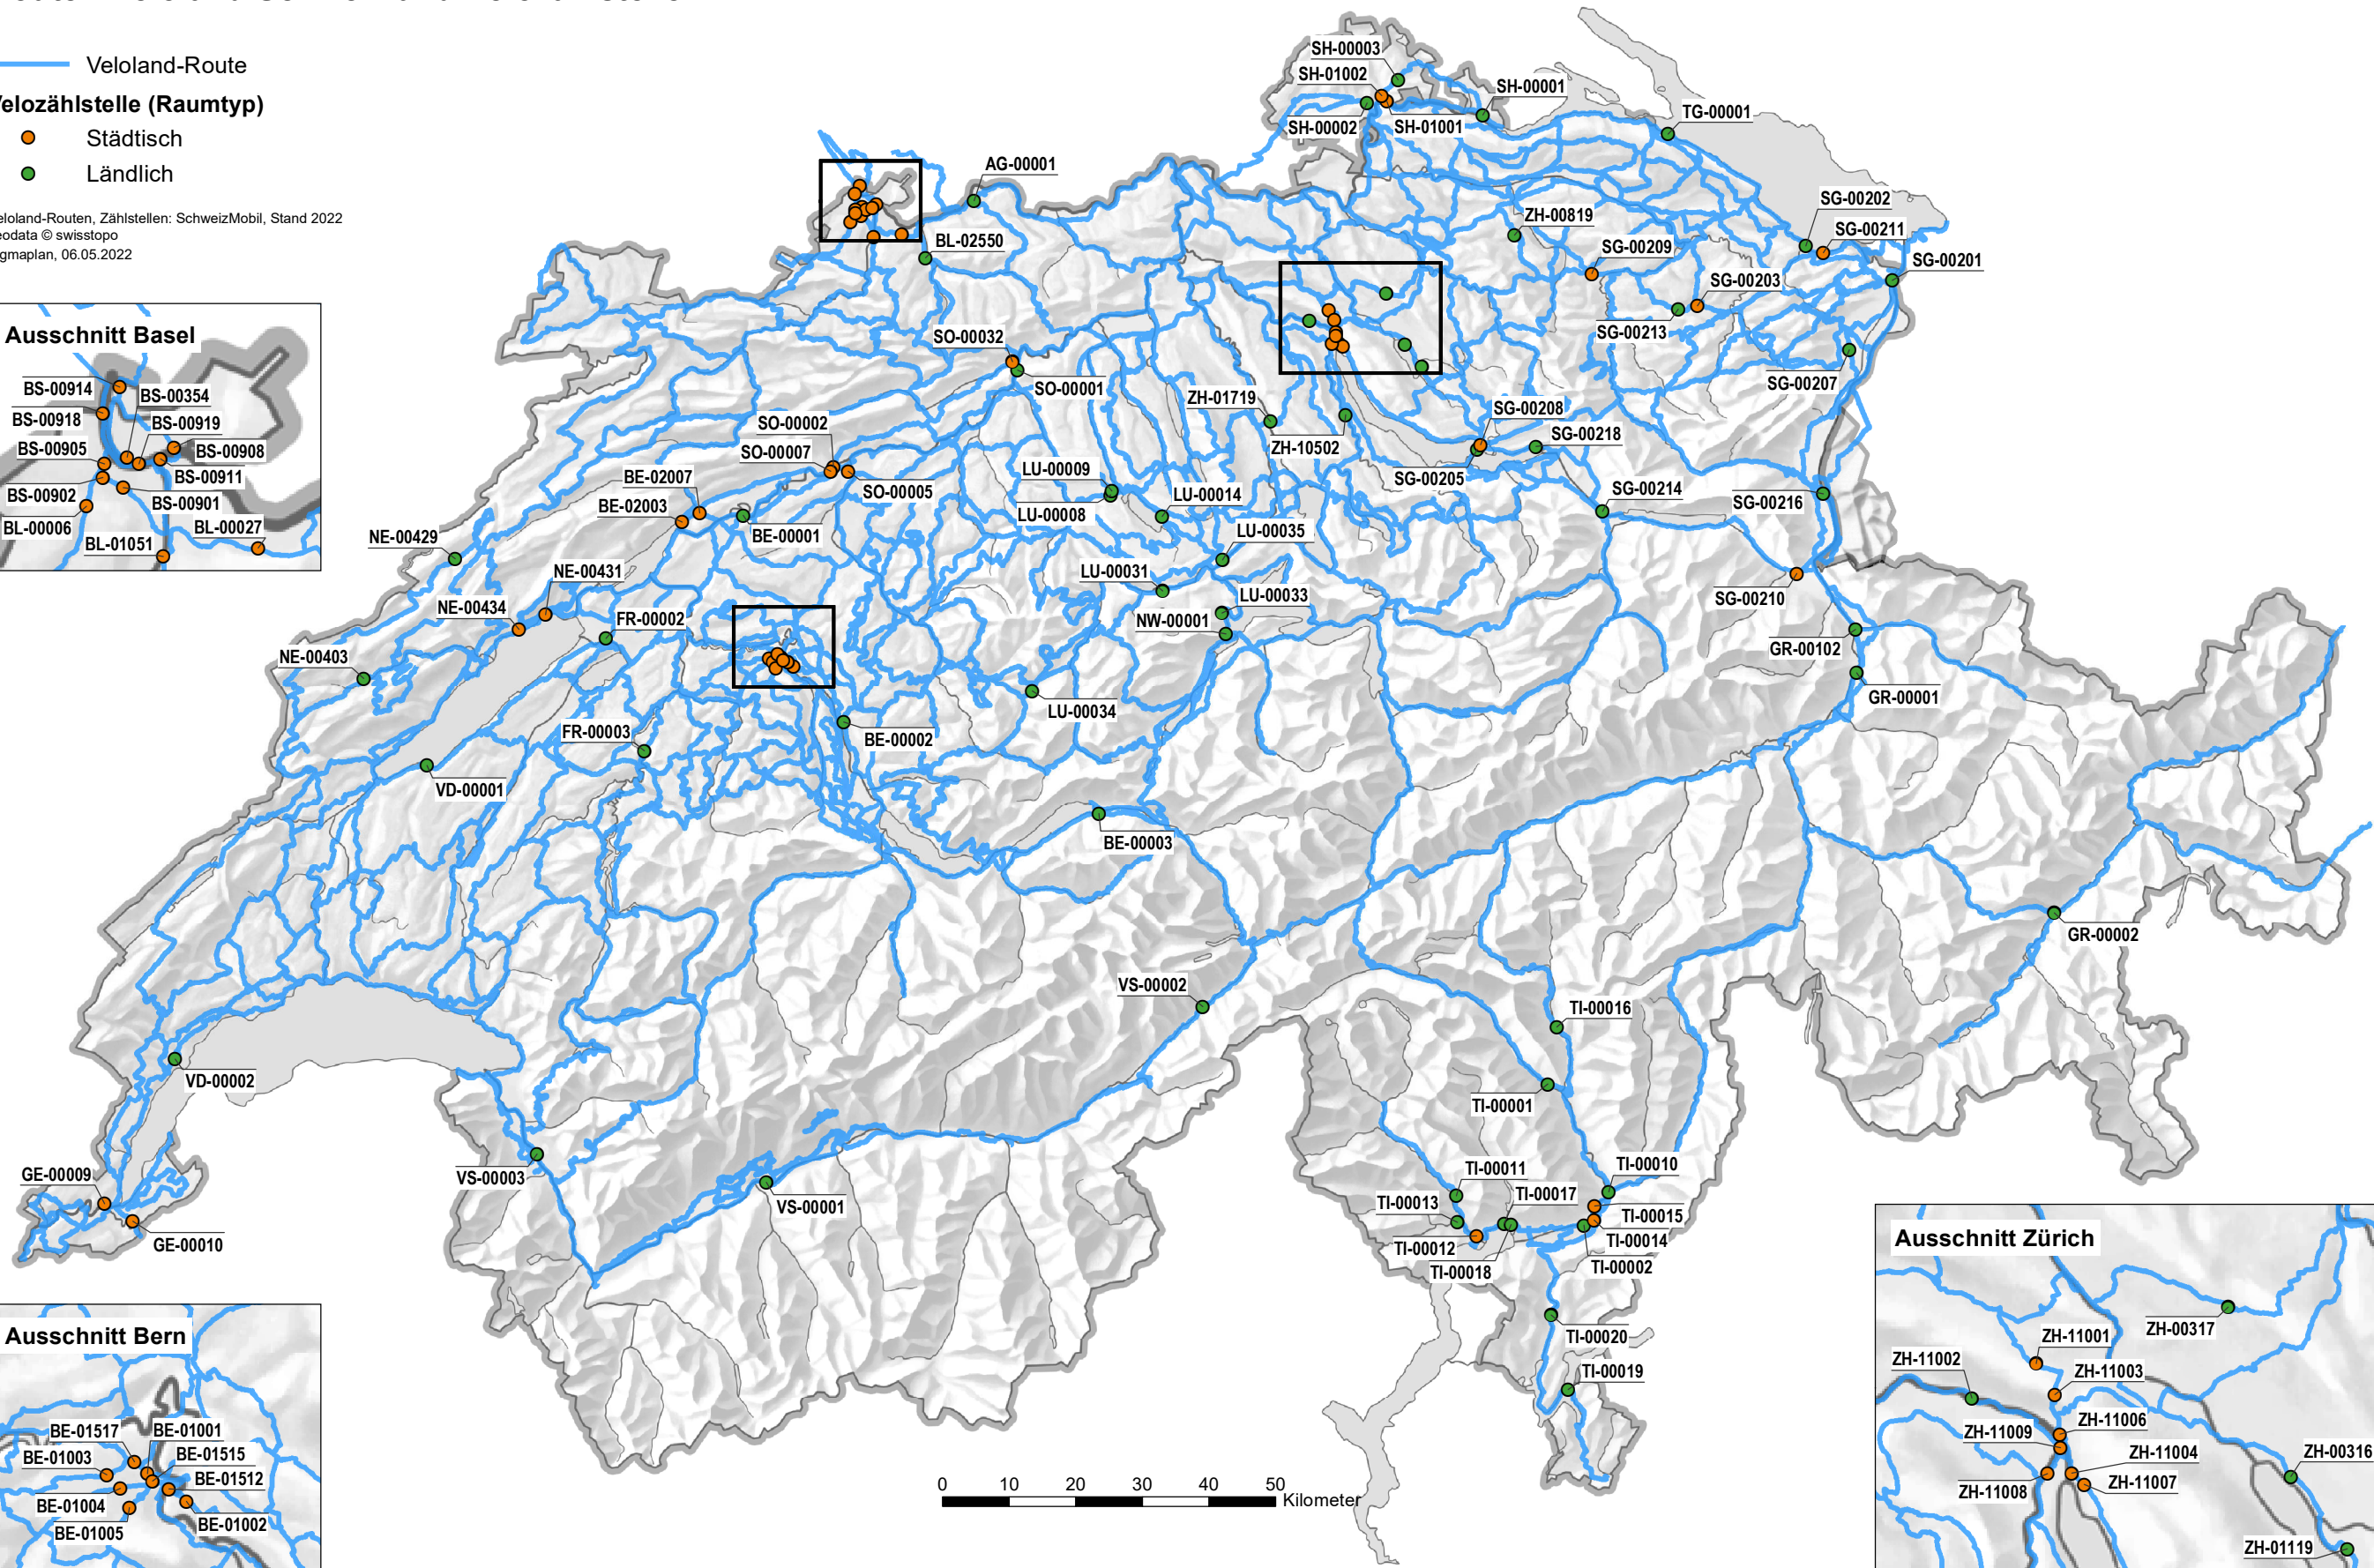 Veloland-Route
Velozählstelle (Raumtyp)
Städtisch
Ländlich
Veloland-Routen, Zählstellen: SchweizMobil, Stand 2022
Geodata © swisstopo
06.05.2022
Ausschnitt Basel
BS-00914
BS-00354
BS-00918
BS-00919
BS-00905
BS-00908
BS-00911
BS-00902
BS-00901
BL-00006
BL-00027
BL-01051
SH-00003
SH-01002
SH-00001
SH-00002
SH-01001
TG-00001
AG-00001
BL-02550
SG-00202
ZH-00819
SG-00211
SG-00209
SG-00201
SG-00203
SG-00213
SO-00032
SO-00001
SG-00207
ZH-01719
SG-00208
SO-00002
SG-00218
ZH-10502
SO-00007
LU-00009
BE-02007
SG-00205
SO-00005
LU-00014
SG-00214
BE-02003
SG-00216
LU-00008
BE-00001
LU-00035
NE-00429
NE-00431
LU-00031
LU-00033
SG-00210
NE-00434
FR-00002
NW-00001
GR-00102
NE-00403
GR-00001
LU-00034
FR-00003
BE-00002
VD-00001
BE-00003
GR-00002
VS-00002
TI-00016
VD-00002
TI-00001
GE-00009
VS-00003
TI-00011
TI-00010
TI-00017
VS-00001
TI-00013
TI-00015
GE-00010
TI-00012
TI-00014
TI-00018
TI-00002
TI-00020
TI-00019
Ausschnitt Bern
BE-01517
BE-01001
BE-01003
BE-01515
BE-01512
BE-01004
BE-01002
BE-01005
0 10 20 30 40 50
Kilometer
Ausschnitt Zürich
ZH-00317
ZH-11001
ZH-11002
ZH-11003
ZH-11006
ZH-11009
ZH-11004
ZH-00316
ZH-11008
ZH-11007
ZH-01119